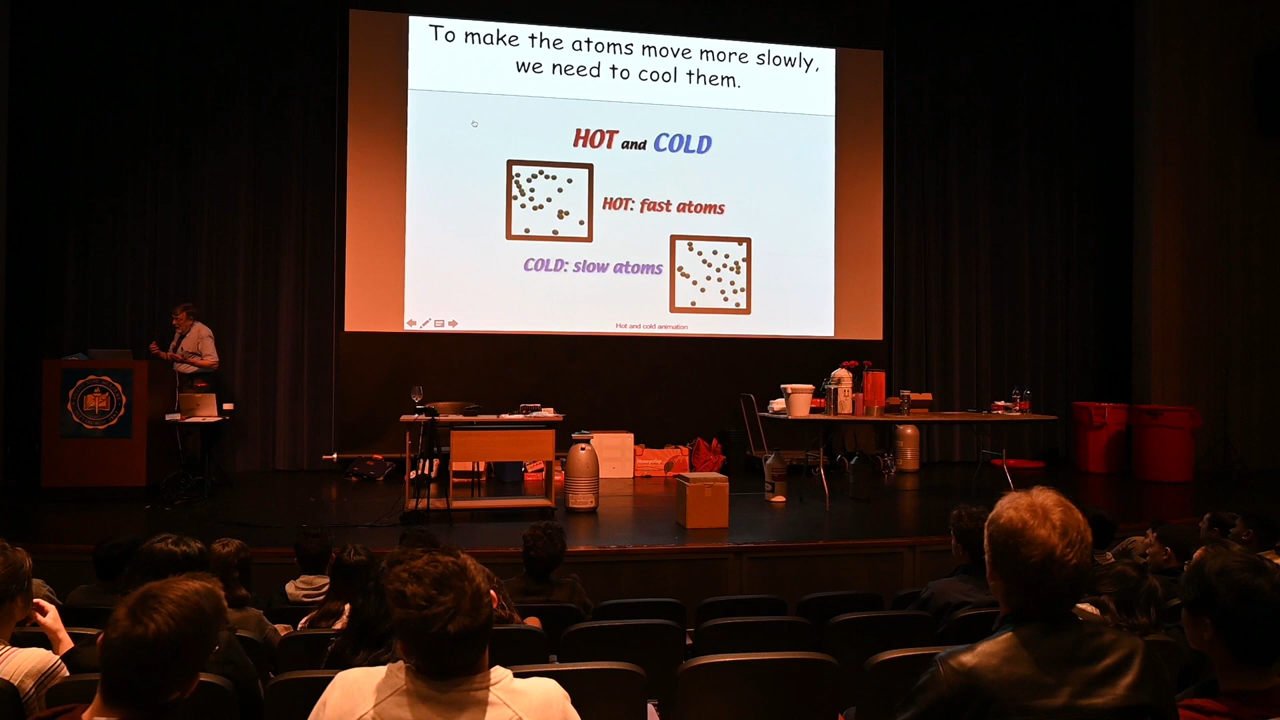 To make the atoms move more slowly,
we need to cool them.
HOT and COLD
HOT: fast atoms
COLD: slow atoms
Hot and cold animation